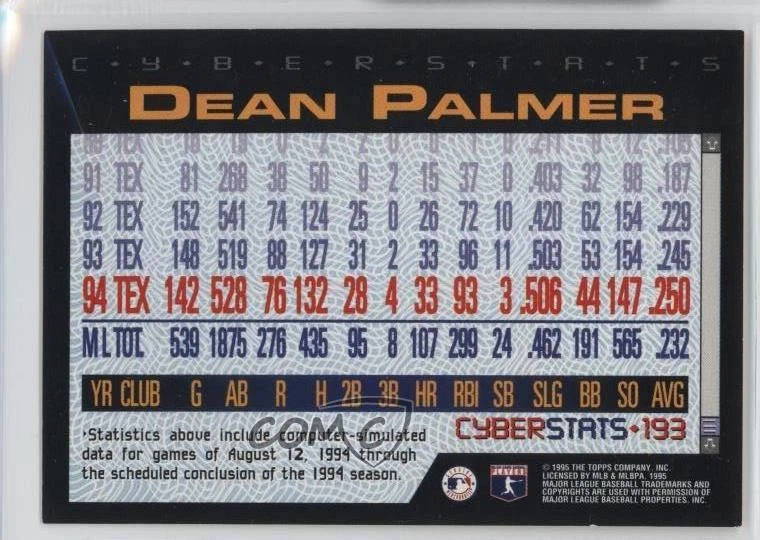 C•Y•B•E•R•S•T•A•T•S
DEAN PALMER
91 TEX 81 268 38 50 9 2 15 37 0 .403 32 98 .187
92 TEX 152 541 74 124 25 0 26 72 10 .420 62 154 .229
93 TEX 148 519 88 127 31 2 33 96 11 .503 53 154 .245
94 TEX 142 528 76 132 28 4 33 93 3 .506 44 147 .250
ML TOT. 539 1875 276 435 95 8 107 299 24 .462 191 565 .232
YR CLUB G AB R H 2B 3B HR RBI SB SLG BB SO AVG
COMC
CYBERSTATS•193
•Statistics above include computer-simulated
data for games of August 12, 1994 through
the scheduled conclusion of the 1994 season.
PLAYERS
© 1995 THE TOPPS COMPANY, INC.
LICENSED BY MLB & MLBPA, 1995
MAJOR LEAGUE BASEBALL TRADEMARKS AND
COPYRIGHTS ARE USED WITH PERMISSION OF
MAJOR LEAGUE BASEBALL PROPERTIES, INC.